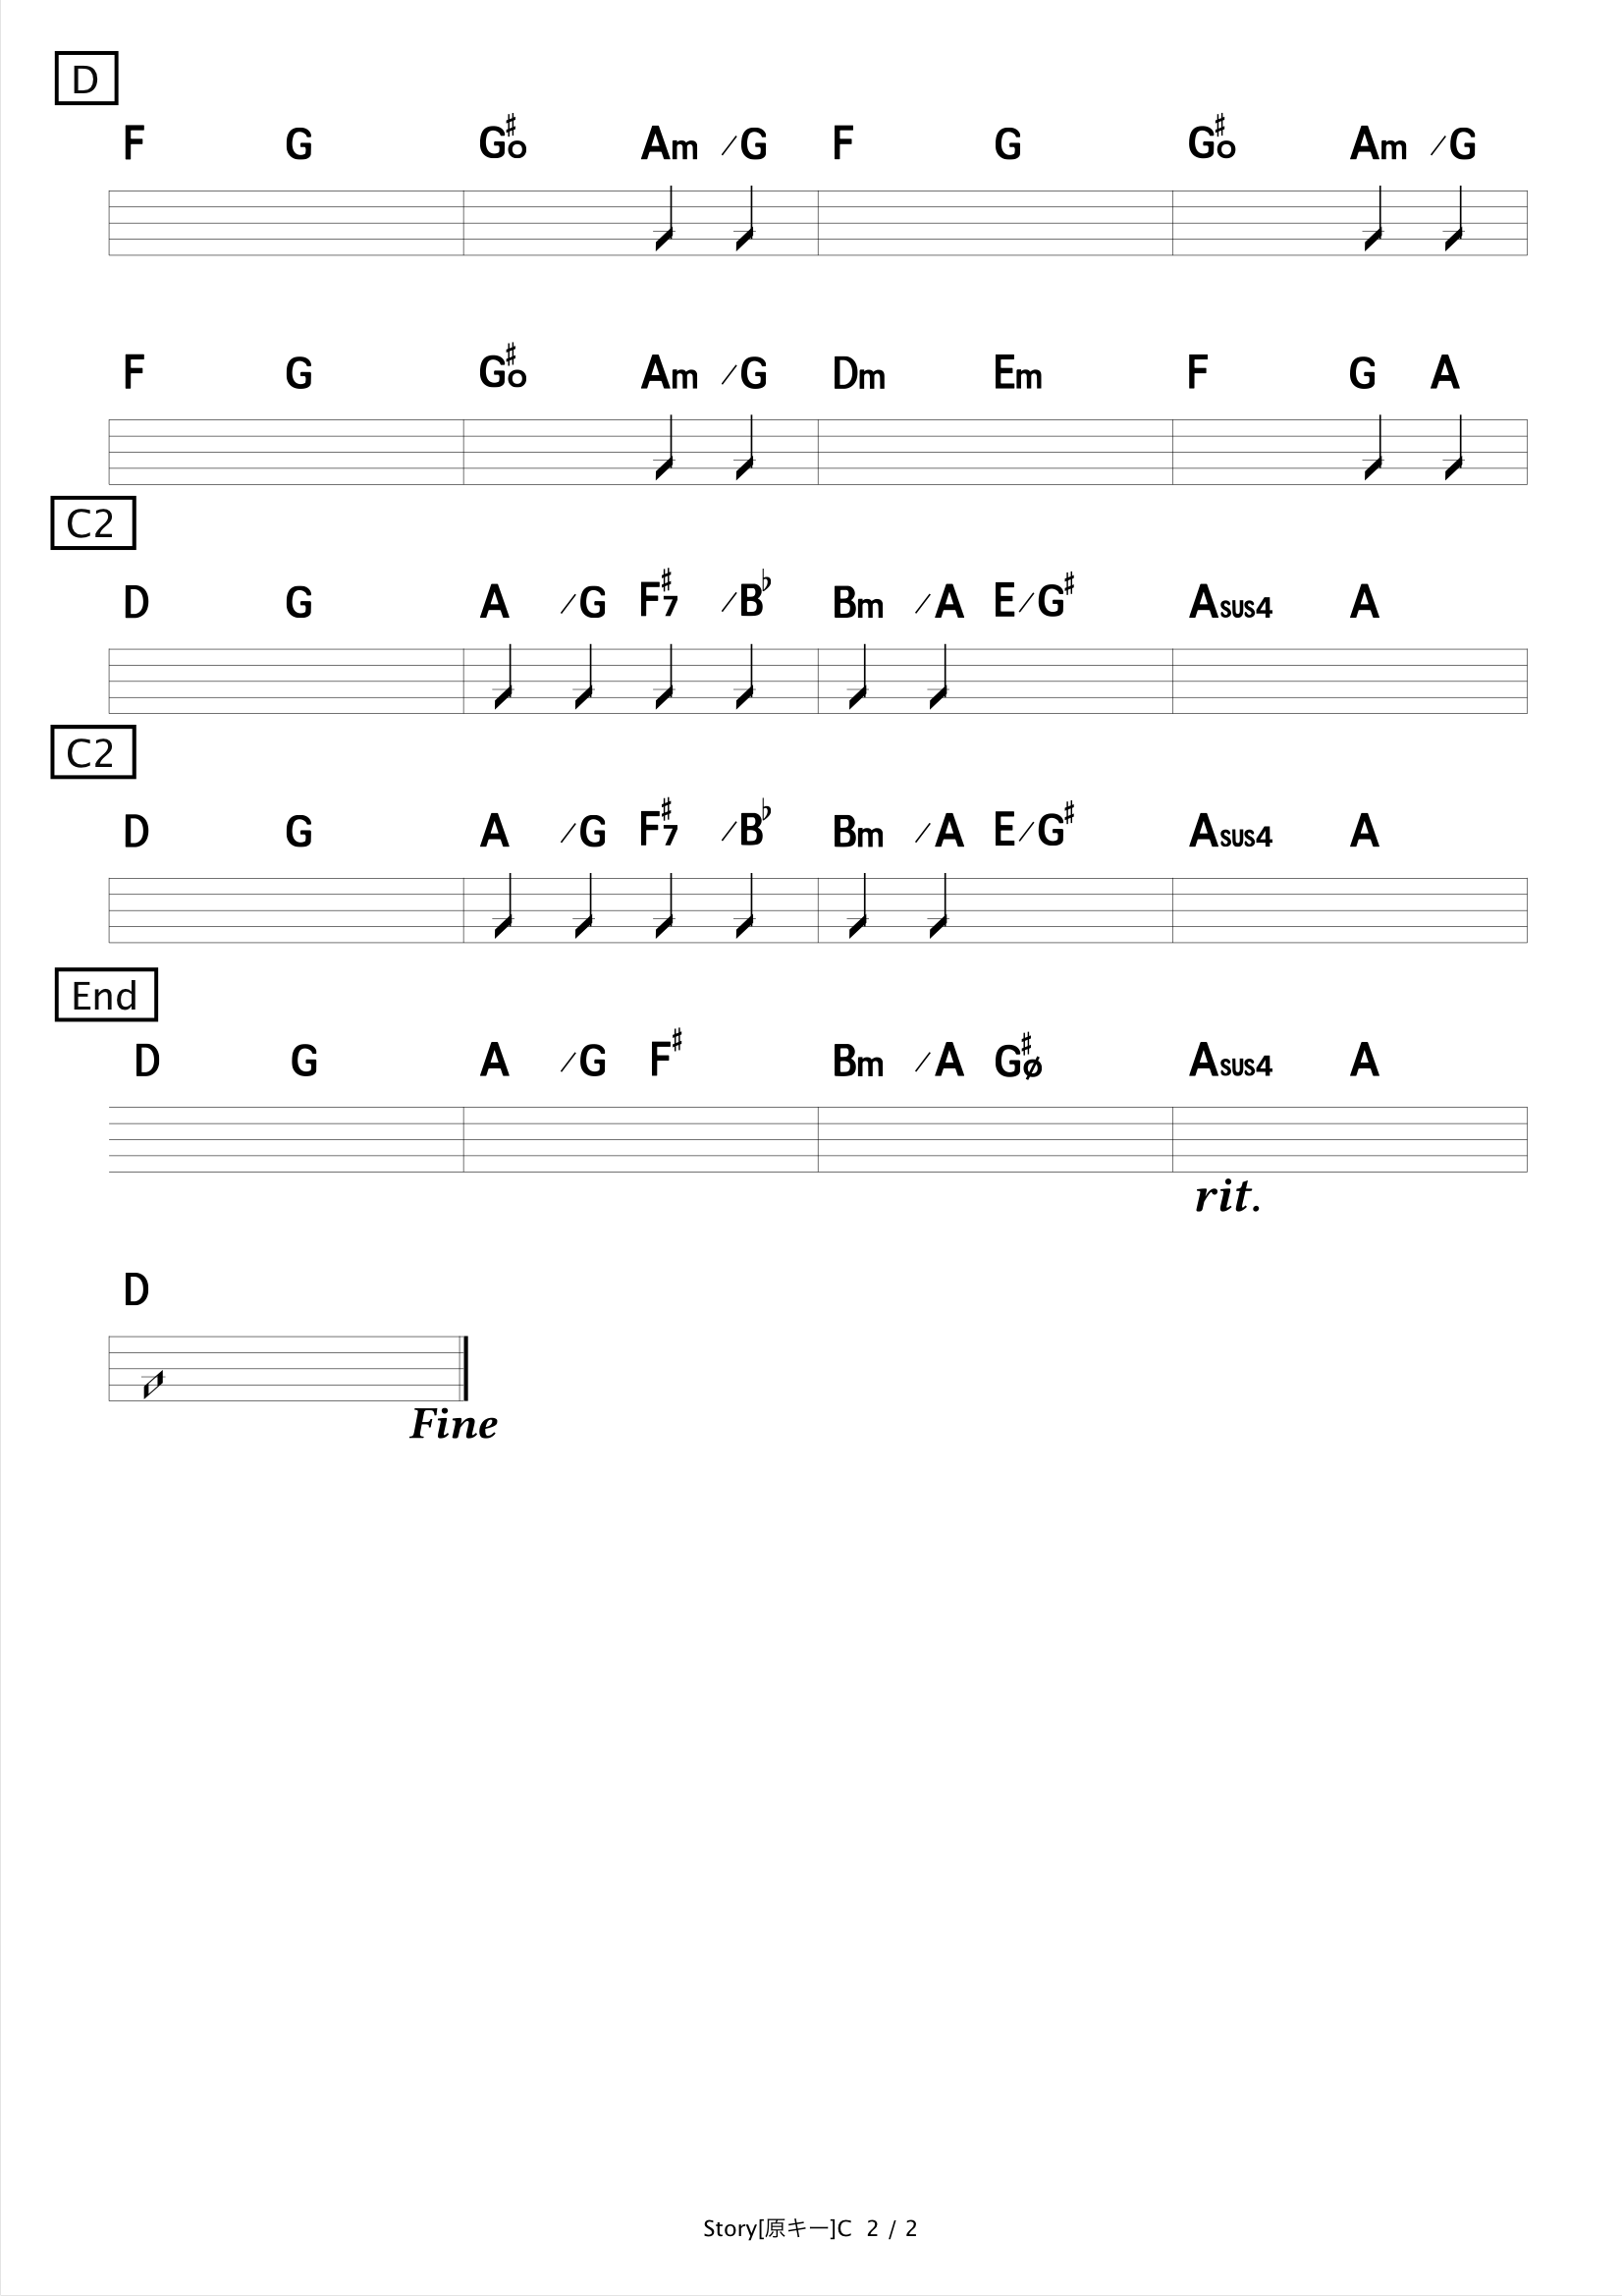 D
F G G♯o Am /G F G G♯o Am /G
F G G♯o Am /G Dm Em F G A
C2
D G A /G F♯7 /B♭ Bm /A E/G♯ Asus4 A
C2
D G A /G F♯7 /B♭ Bm /A E/G♯ Asus4 A
End
D G A /G F♯ Bm /A G♯ø Asus4 A
rit.
D
Fine
Story[原キー]C 2 / 2